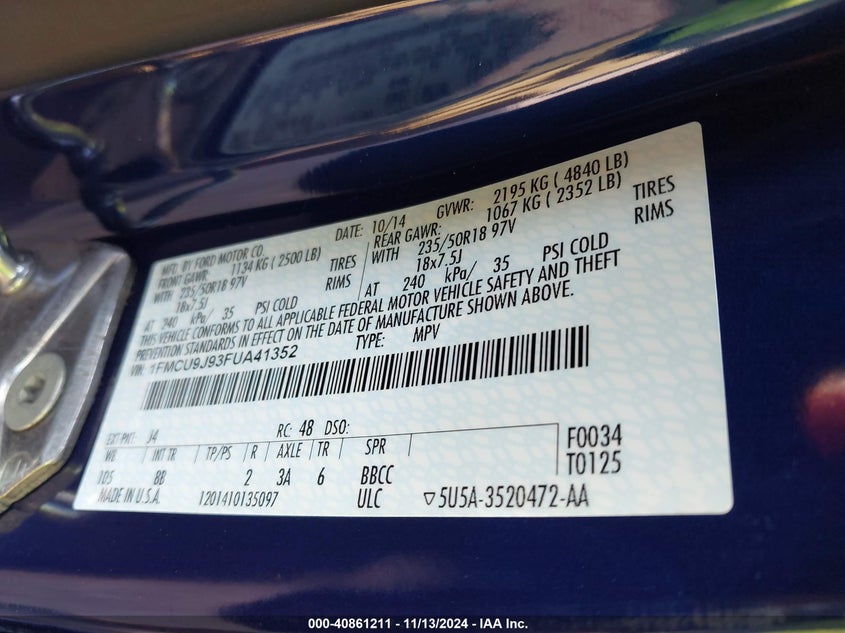 MFD. BY FORD MOTOR CO. DATE: 10/14 GVWR: 2195 KG ( 4840 LB)
FRONT GAWR: 1134 KG ( 2500 LB) REAR GAWR: 1067 KG ( 2352 LB)
WITH 235/50R18 97V TIRES WITH 235/50R18 97V TIRES
18x7.5J RIMS 18x7.5J RIMS
AT 240 kPa/ 35 PSI COLD AT 240 kPa/ 35 PSI COLD
THIS VEHICLE CONFORMS TO ALL APPLICABLE FEDERAL MOTOR VEHICLE SAFETY AND THEFT
PREVENTION STANDARDS IN EFFECT ON THE DATE OF MANUFACTURE SHOWN ABOVE.
VIN: 1FMCU9J93FUA41352 TYPE: MPV
EXT PNT: J4 RC: 48 DSO: F0034
WB INT TR TP/PS R AXLE TR SPR T0125
105 BB 2 3A 6 BBCC
MADE IN U.S.A. 1201410135097 ULC ▽5U5A-3520472-AA
000-40861211 - 11/13/2024 - IAA Inc.